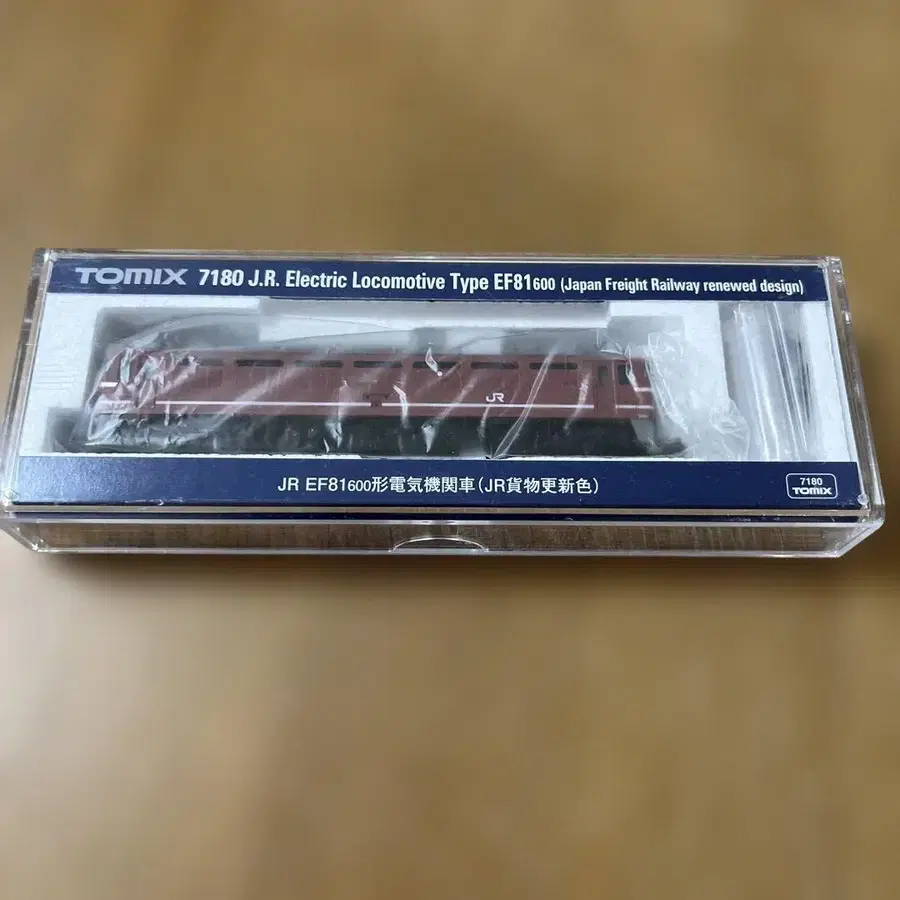 TOMIX 7180 J.R. Electric Locomotive Type EF81600 (Japan Freight Railway renewed design)
JR
JR EF81600形電気機関車(JR貨物更新色)
7180
TOMIX